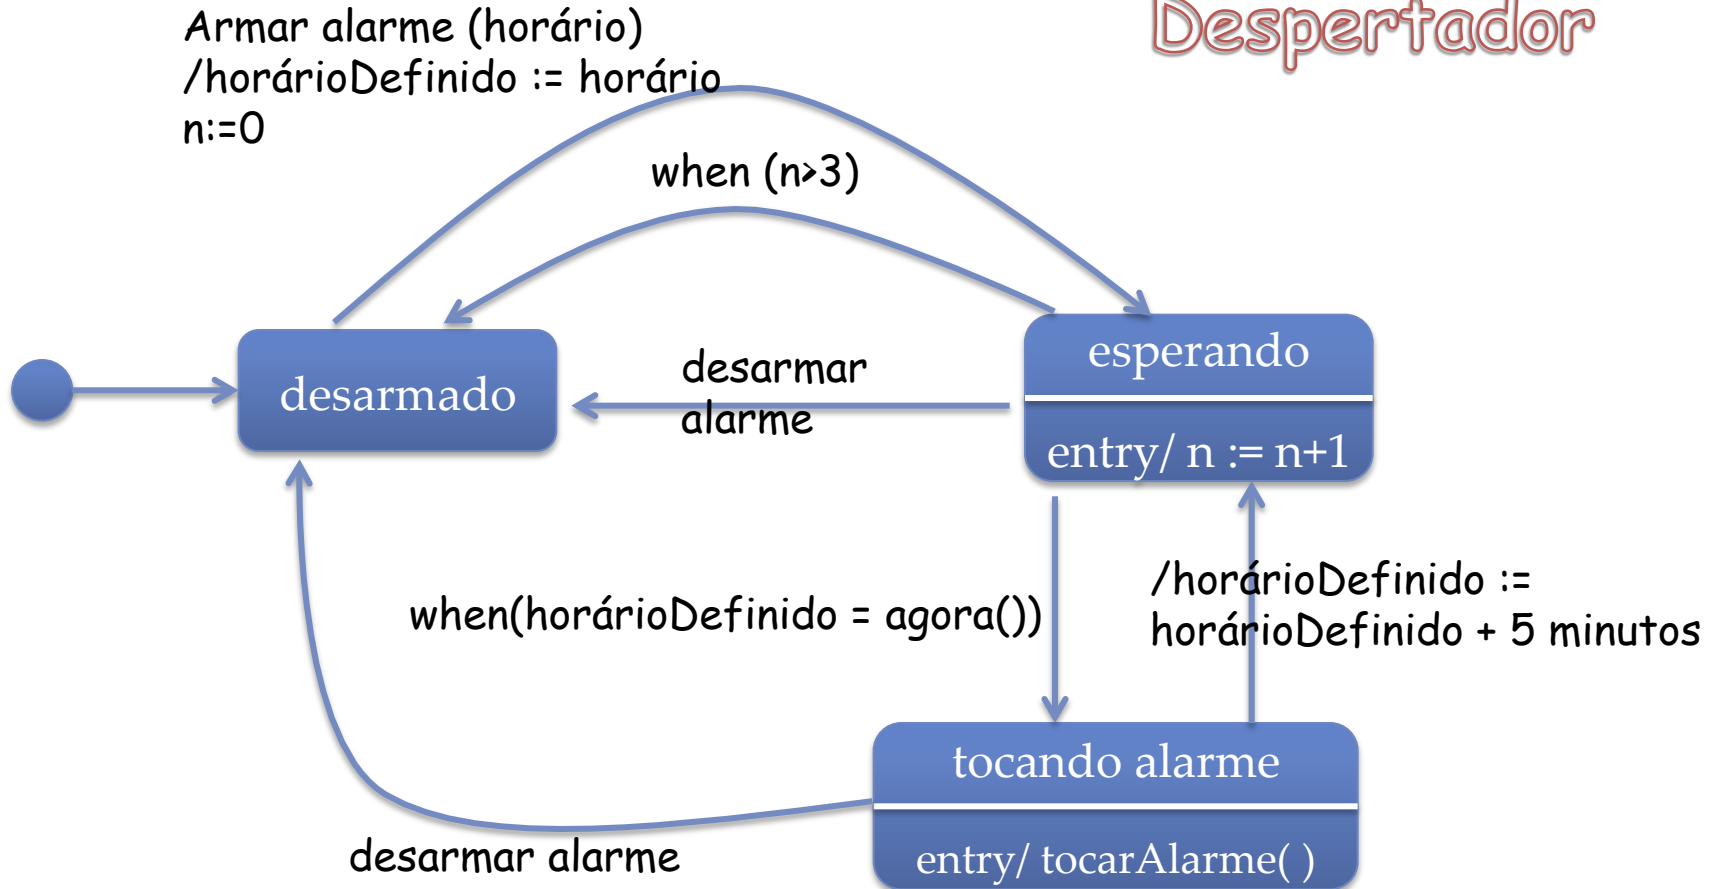 Despertador
Armar alarme (horário)
/horárioDefinido := horário
n:=0
when (n>3)
desarmado
desarmar
alarme
esperando
entry/ n := n+1
when(horárioDefinido = agora())
/horárioDefinido :=
horárioDefinido + 5 minutos
tocando alarme
entry/ tocarAlarme( )
desarmar alarme